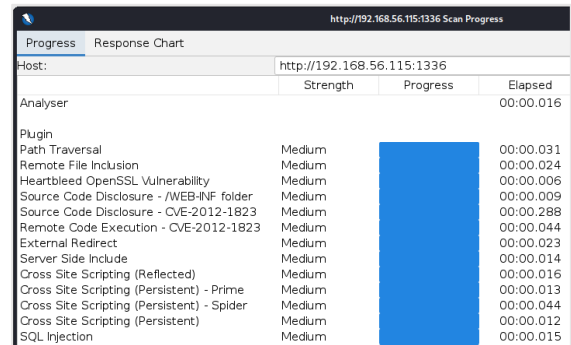 http://192.168.56.115:1336 Scan Progress
Progress Response Chart
Host: http://192.168.56.115:1336
Strength Progress Elapsed
Analyser 00:00.016
Plugin
Path Traversal Medium 00:00.031
Remote File Inclusion Medium 00:00.024
Heartbleed OpenSSL Vulnerability Medium 00:00.006
Source Code Disclosure - /WEB-INF folder Medium 00:00.009
Source Code Disclosure - CVE-2012-1823 Medium 00:00.288
Remote Code Execution - CVE-2012-1823 Medium 00:00.044
External Redirect Medium 00:00.023
Server Side Include Medium 00:00.014
Cross Site Scripting (Reflected) Medium 00:00.016
Cross Site Scripting (Persistent) - Prime Medium 00:00.013
Cross Site Scripting (Persistent) - Spider Medium 00:00.044
Cross Site Scripting (Persistent) Medium 00:00.012
SQL Injection Medium 00:00.015